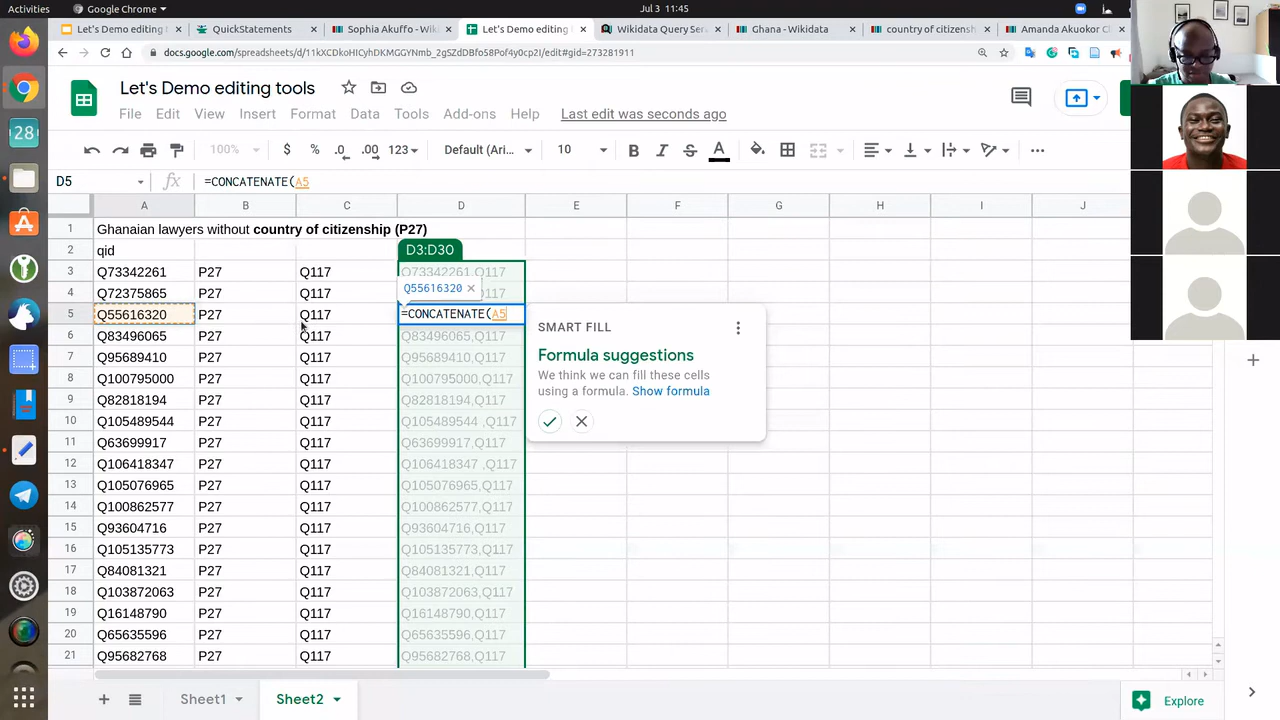 Activities
Google Chrome
Jul 3 11:45
Let's Demo editing t
QuickStatements
Sophia Akuffo - Wiki
Let's Demo editing
Wikidata Query Ser
Ghana - Wikidata
country of citizensh
Amanda Akuokor Cl
docs.google.com/spreadsheets/d/11kXCDkoHICyhDKMGGYNmb_2gSZdDBfo58Pof4y0cp2I/edit#gid=273281911
Let's Demo editing tools
File Edit View Insert Format Data Tools Add-ons Help Last edit was seconds ago
100% $ % .0 .00 123 Default (Ari... 10 B I S A
D5 fx =CONCATENATE(A5
A B C D E F G H I J
1 Ghanaian lawyers without country of citizenship (P27)
2 qid D3:D30
3 Q73342261 P27 Q117 Q73342261,Q117
4 Q72375865 P27 Q117 Q55616320 × Q117
5 Q55616320 P27 Q117 =CONCATENATE(A5
6 Q83496065 P27 Q117 Q83496065,Q117
7 Q95689410 P27 Q117 Q95689410,Q117
8 Q100795000 P27 Q117 Q100795000,Q117
9 Q82818194 P27 Q117 Q82818194,Q117
10 Q105489544 P27 Q117 Q105489544 ,Q117
11 Q63699917 P27 Q117 Q63699917,Q117
12 Q106418347 P27 Q117 Q106418347 ,Q117
13 Q105076965 P27 Q117 Q105076965,Q117
14 Q100862577 P27 Q117 Q100862577,Q117
15 Q93604716 P27 Q117 Q93604716,Q117
16 Q105135773 P27 Q117 Q105135773,Q117
17 Q84081321 P27 Q117 Q84081321,Q117
18 Q103872063 P27 Q117 Q103872063,Q117
19 Q16148790 P27 Q117 Q16148790,Q117
20 Q65635596 P27 Q117 Q65635596,Q117
21 Q95682768 P27 Q117 Q95682768,Q117
SMART FILL
Formula suggestions
We think we can fill these cells
using a formula. Show formula
28
Sheet1
Sheet2
Explore